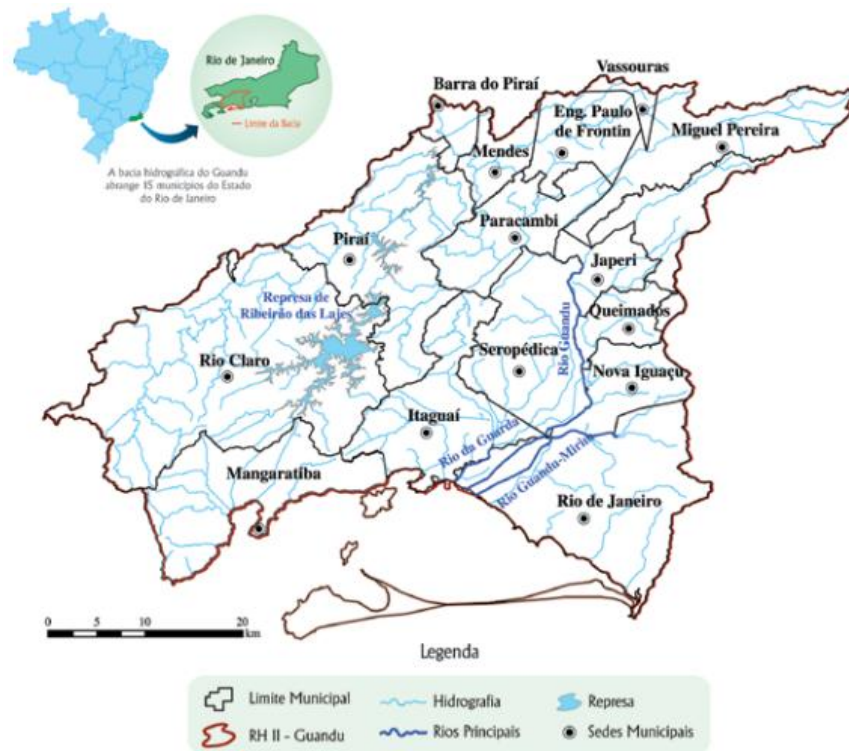 Rio de Janeiro
Limite da Bacia
A bacia hidrográfica do Guandu
abrange 15 municípios do Estado
do Rio de Janeiro
Vassouras
Barra do Piraí
Eng. Paulo
de Frontin
Miguel Pereira
Mendes
Paracambi
Piraí
Japeri
Represa de
Ribeirão das Lajes
Rio Guandu
Queimados
Rio Claro
Seropédica
Nova Iguaçu
Itaguaí
Rio da Guarda
Rio Guandu-Mirim
Mangaratiba
Rio de Janeiro
0 5 10 20
km
Legenda
Limite Municipal
Hidrografia
Represa
RH II - Guandu
Rios Principais
Sedes Municipais